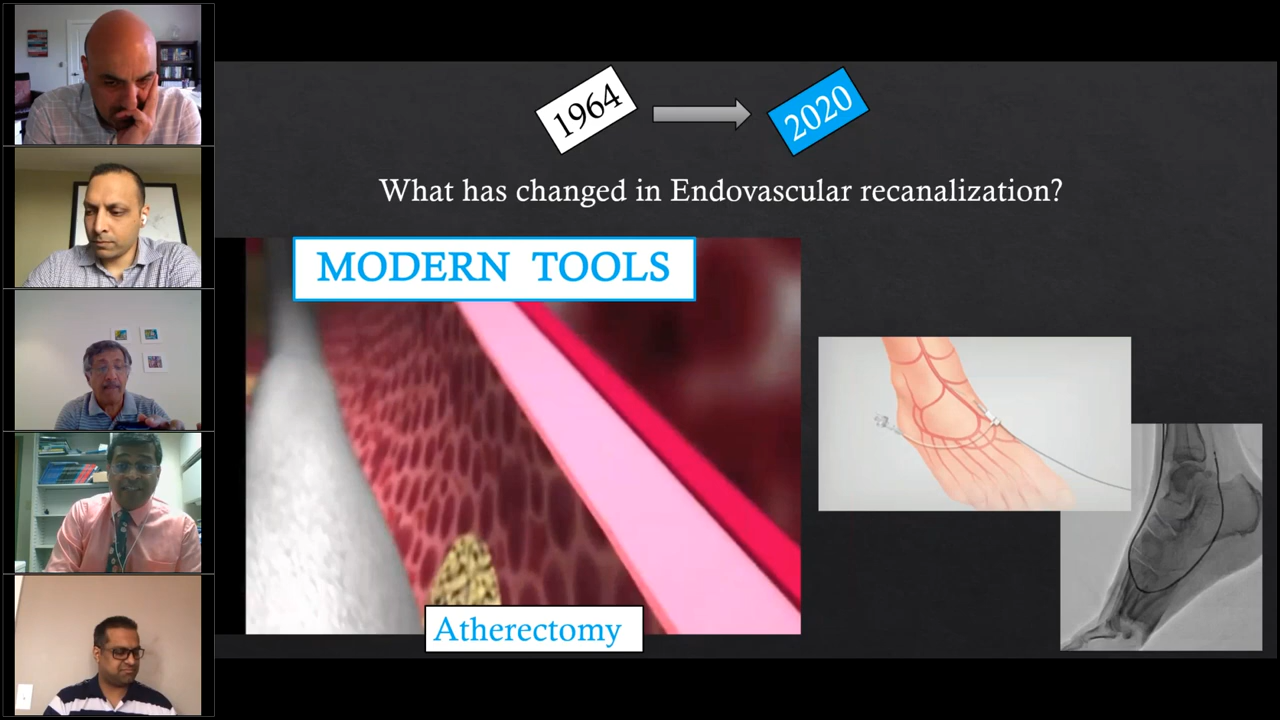 1964
2020
What has changed in Endovascular recanalization?
MODERN TOOLS
Atherectomy